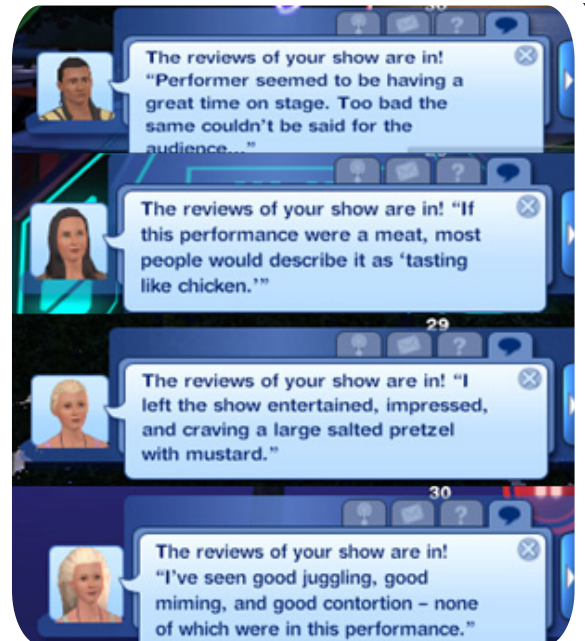 The reviews of your show are in!
“Performer seemed to be having a
great time on stage. Too bad the
same couldn’t be said for the
audience...”
The reviews of your show are in! “If
this performance were a meat, most
people would describe it as ‘tasting
like chicken.’”
29
The reviews of your show are in! “I
left the show entertained, impressed,
and craving a large salted pretzel
with mustard.”
30
The reviews of your show are in!
“I’ve seen good juggling, good
miming, and good contortion – none
of which were in this performance.”